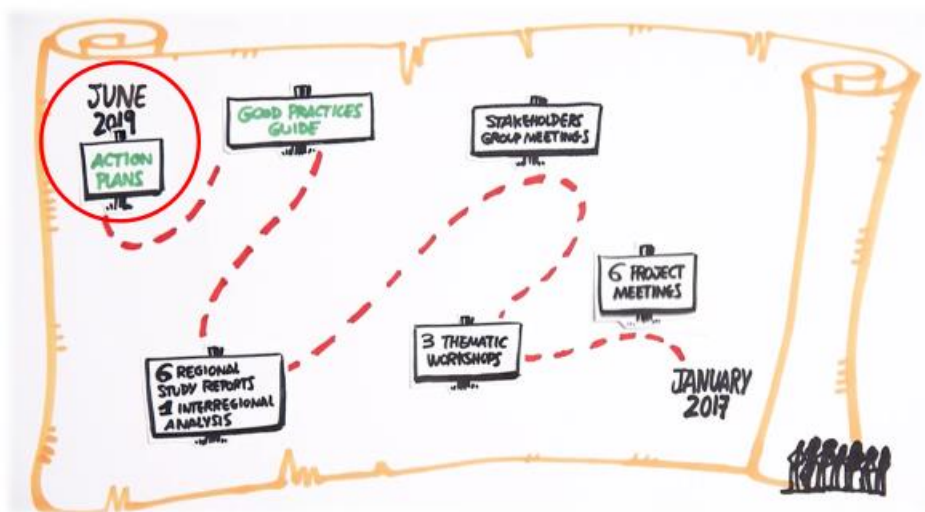 JUNE
2019
ACTION
PLANS
GOOD PRACTICES
GUIDE
STAKEHOLDERS
GROUP MEETINGS
6 PROJECT
MEETINGS
3 THEMATIC
WORKSHOPS
6 REGIONAL
STUDY REPORTS
1 INTERREGIONAL
ANALYSIS
JANUARY
2017